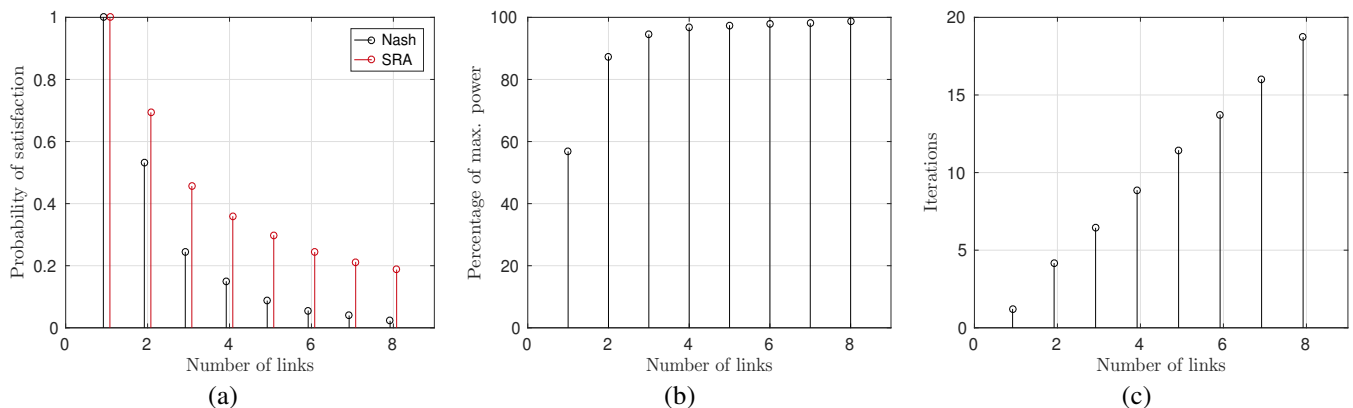 Probability of satisfaction
1
0.8
0.6
0.4
0.2
0
0
2
4
6
8
Number of links
Nash
SRA
(a)
Percentage of max. power
100
80
60
40
20
0
0
2
4
6
8
Number of links
(b)
Iterations
20
15
10
5
0
0
2
4
6
8
Number of links
(c)